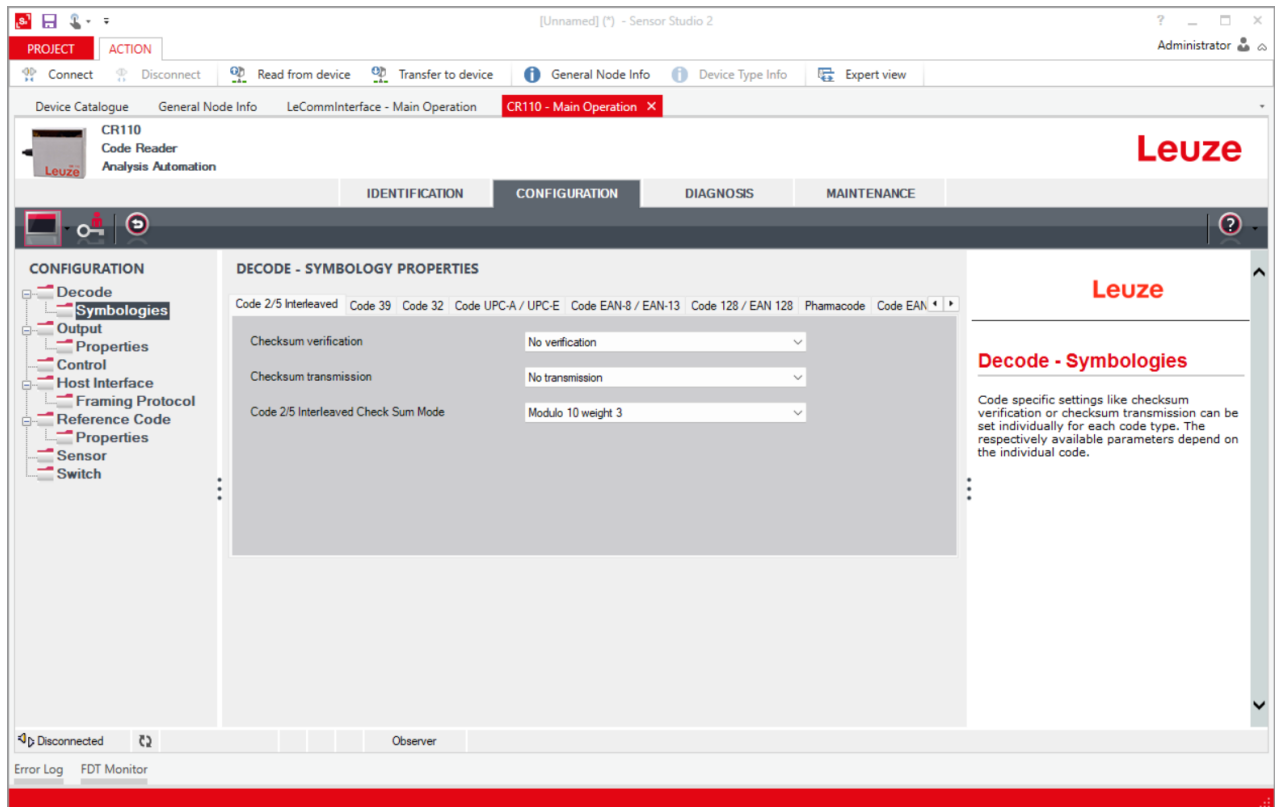 [Unnamed] (*) - Sensor Studio 2
PROJECT ACTION
Administrator
Connect Disconnect Read from device Transfer to device General Node Info Device Type Info Expert view
Device Catalogue General Node Info LeCommInterface - Main Operation CR110 - Main Operation
CR110
Code Reader
Analysis Automation
Leuze
Leuze
IDENTIFICATION CONFIGURATION DIAGNOSIS MAINTENANCE
CONFIGURATION
Decode
Symbologies
Output
Properties
Control
Host Interface
Framing Protocol
Reference Code
Properties
Sensor
Switch
DECODE - SYMBOLOGY PROPERTIES
Code 2/5 Interleaved Code 39 Code 32 Code UPC-A / UPC-E Code EAN-8 / EAN-13 Code 128 / EAN 128 Pharmacode Code EAN
Checksum verification No verification
Checksum transmission No transmission
Code 2/5 Interleaved Check Sum Mode Modulo 10 weight 3
Leuze
Decode - Symbologies
Code specific settings like checksum
verification or checksum transmission can be
set individually for each code type. The
respectively available parameters depend on
the individual code.
Disconnected Observer
Error Log FDT Monitor